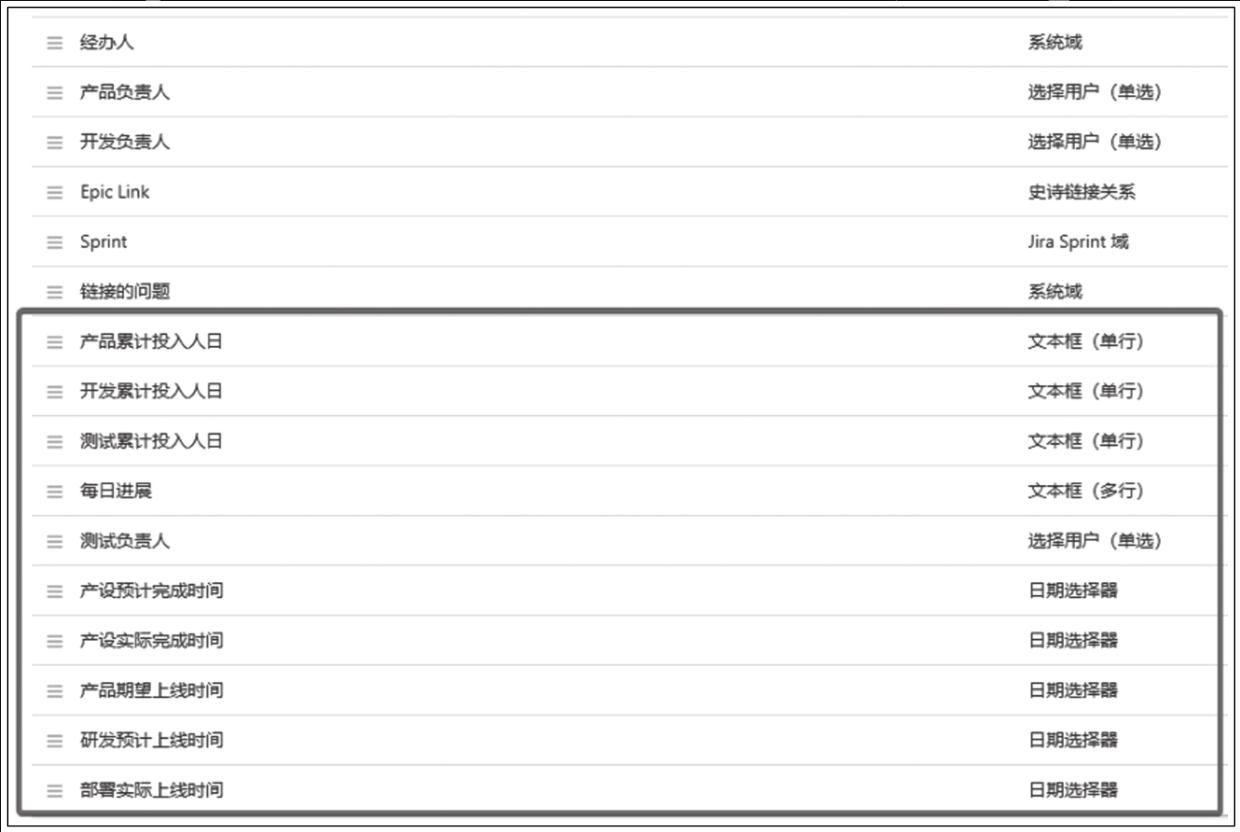 经办人 系统域
产品负责人 选择用户（单选）
开发负责人 选择用户（单选）
Epic Link 史诗链接关系
Sprint Jira Sprint 域
链接的问题 系统域
产品累计投入人日 文本框（单行）
开发累计投入人日 文本框（单行）
测试累计投入人日 文本框（单行）
每日进展 文本框（多行）
测试负责人 选择用户（单选）
产设预计完成时间 日期选择器
产设实际完成时间 日期选择器
产品期望上线时间 日期选择器
研发预计上线时间 日期选择器
部署实际上线时间 日期选择器